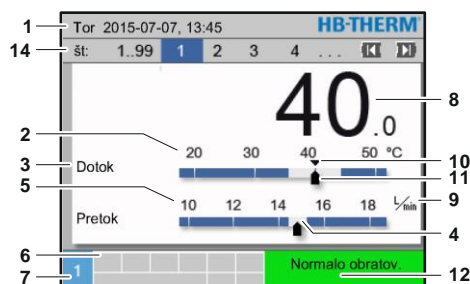 1 Tor 2015-07-07, 13:45 HB-THERM
14 št: 1..99 1 2 3 4 ...
40.0 8
2 20 30 40 50 °C 10
3 Dotok 11
5 10 12 14 16 18 L/min 9
Pretok 4
6
7 1 Normalo obratov. 12